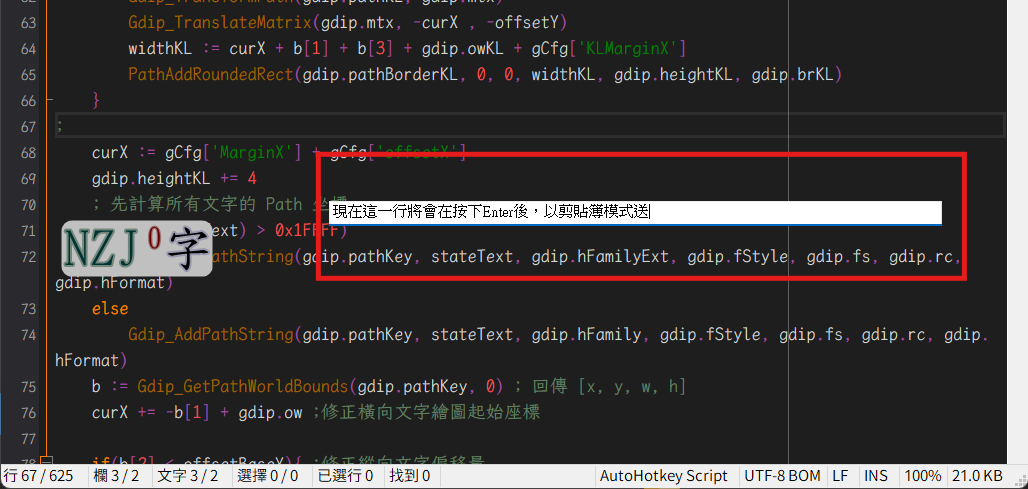 63 Gdip_TranslateMatrix(gdip.mtx, -curX , -offsetY)
64 widthKL := curX + b[1] + b[3] + gdip.owKL + gCfg['KLMarginX']
65 PathAddRoundedRect(gdip.pathBorderKL, 0, 0, widthKL, gdip.heightKL, gdip.brKL)
66 }
67 ;
68 curX := gCfg['MarginX'] + gCfg['offsetX']
69 gdip.heightKL += 4
70 ; 先計算所有文字的 Path 坐標
現在這一行將會在按下Enter後，以剪貼簿模式送
71 ext) > 0x1FFFF)
NZJ0字
72 athString(gdip.pathKey, stateText, gdip.hFamilyExt, gdip.fStyle, gdip.fs, gdip.rc,
gdip.hFormat)
73 else
74 Gdip_AddPathString(gdip.pathKey, stateText, gdip.hFamily, gdip.fStyle, gdip.fs, gdip.rc, gdip.
hFormat)
75 b := Gdip_GetPathWorldBounds(gdip.pathKey, 0) ; 回傳 [x, y, w, h]
76 curX += -b[1] + gdip.ow ;修正橫向文字繪圖起始座標
77
78 if(b[2] < offsetBaseY){ ;修正縱向文字偏移量
行 67 / 625 欄 3 / 2 文字 3 / 2 選擇 0 / 0 已選行 0 找到 0 AutoHotkey Script UTF-8 BOM LF INS 100% 21.0 KB